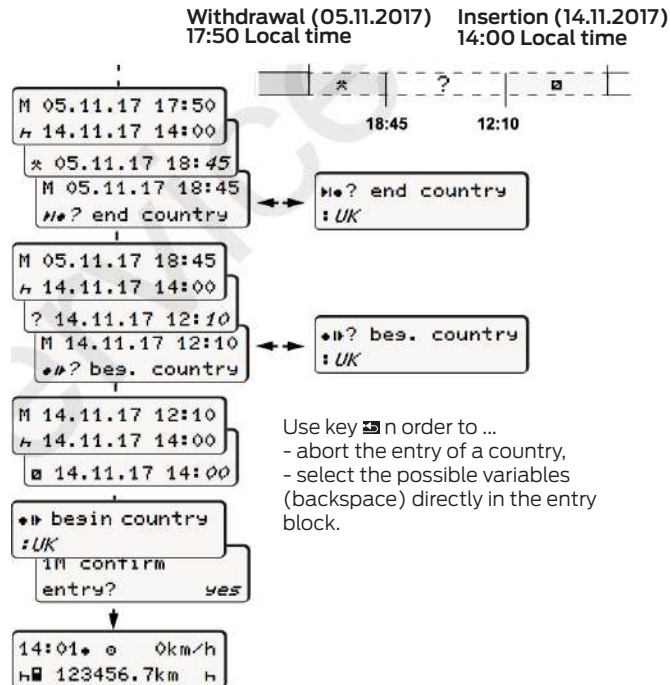 Withdrawal (05.11.2017)
17:50 Local time
Insertion (14.11.2017)
14:00 Local time
?
18:45
12:10
M 05.11.17 17:50
14.11.17 14:00
05.11.17 18:45
M 05.11.17 18:45
? end country
? end country
: UK
M 05.11.17 18:45
14.11.17 14:00
? 14.11.17 12:10
M 14.11.17 12:10
? beg. country
? beg. country
: UK
M 14.11.17 12:10
14.11.17 14:00
14.11.17 14:00
Use key n order to ...
- abort the entry of a country,
- select the possible variables
(backspace) directly in the entry
block.
begin country
: UK
1M confirm
entry? yes
14:01 0km/h
123456.7km
ervice